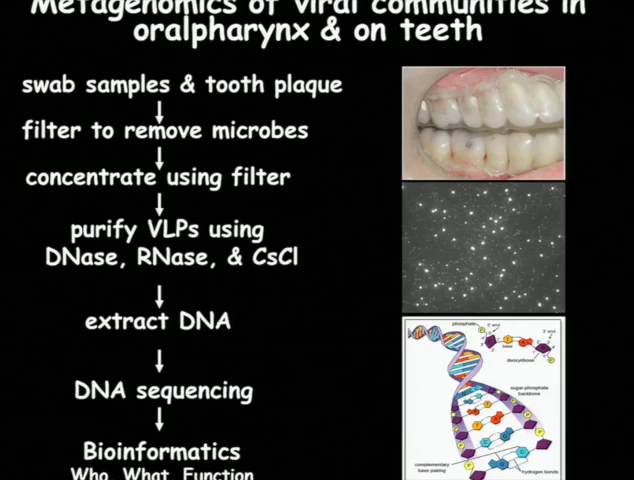 Metagenomics of viral communities in
oralpharynx & on teeth
swab samples & tooth plaque
filter to remove microbes
concentrate using filter
purify VLPs using
DNase, RNase, & CsCl
extract DNA
DNA sequencing
Bioinformatics
Who, What, Function
phosphate
5' end
3' end
base
deoxyribose
sugar-phosphate
backbone
complementary
base pairing
hydrogen bonds